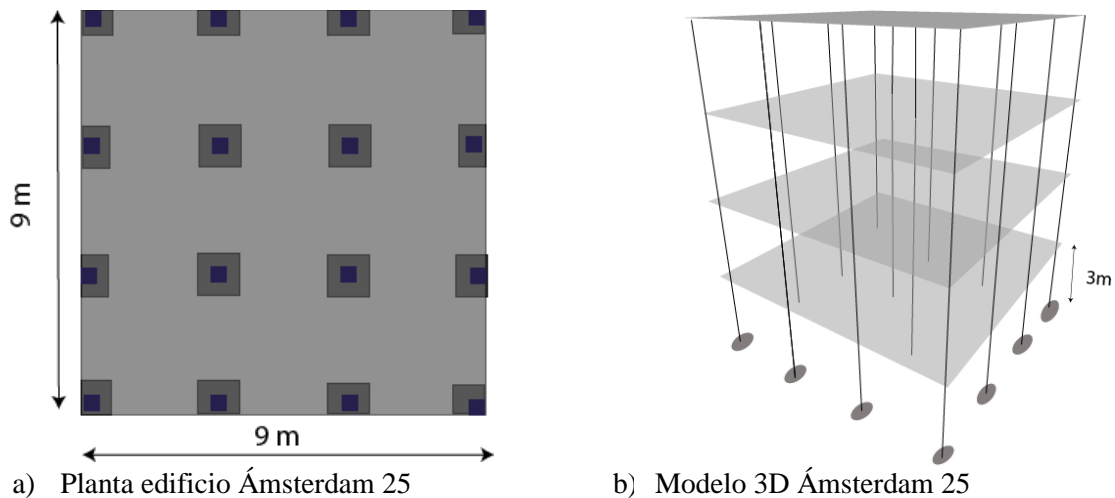 9 m
9 m
3m
a) Planta edificio Ámsterdam 25
b) Modelo 3D Ámsterdam 25